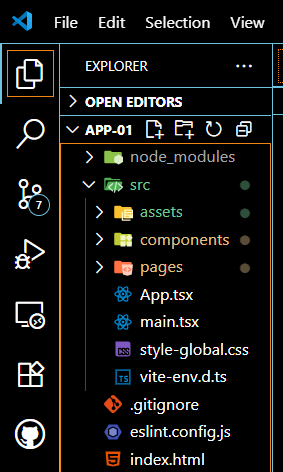 File Edit Selection View
EXPLORER ...
OPEN EDITORS
APP-01
node_modules
src
assets
components
pages
App.tsx
main.tsx
style-global.css
TS vite-env.d.ts
.gitignore
eslint.config.js
index.html
7